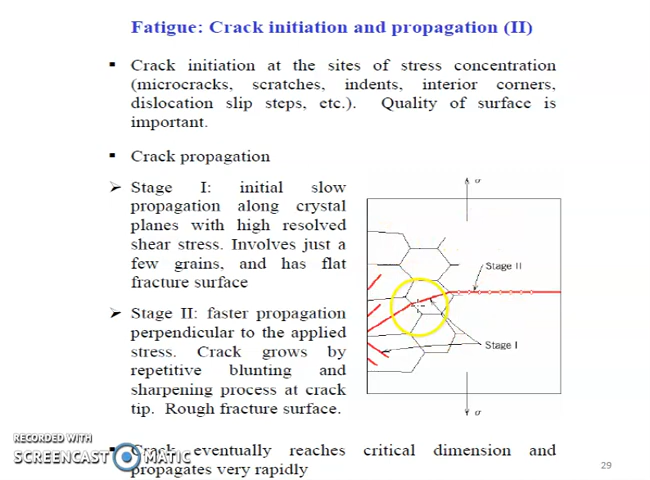 Fatigue: Crack initiation and propagation (II)
▪ Crack initiation at the sites of stress concentration
(microcracks, scratches, indents, interior corners,
dislocation slip steps, etc.). Quality of surface is
important.
▪ Crack propagation
➢ Stage I: initial slow
propagation along crystal
planes with high resolved
shear stress. Involves just a
few grains, and has flat
fracture surface
➢ Stage II: faster propagation
perpendicular to the applied
stress. Crack grows by
repetitive blunting and
sharpening process at crack
tip. Rough fracture surface.
σ
Stage II
Stage I
σ
▪ Crack eventually reaches critical dimension and
propagates very rapidly
RECORDED WITH
SCREENCAST MATIC
29